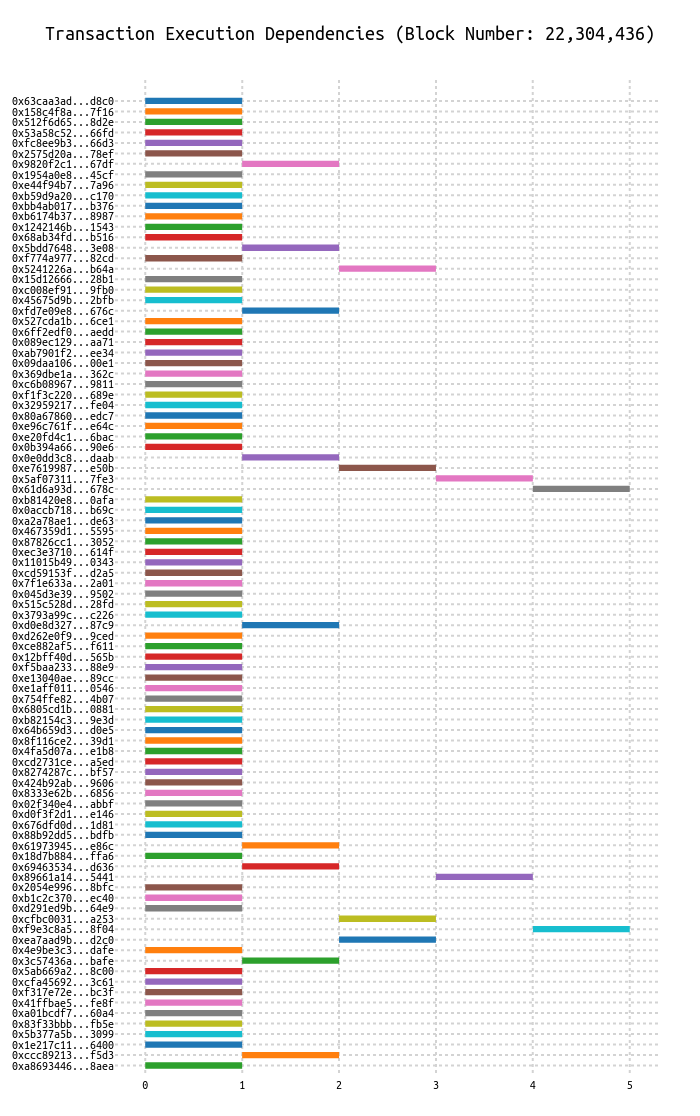 Transaction Execution Dependencies (Block Number: 22,304,436)
0x63caa3ad...d8c0
0x158c4f8a...7f16
0x512f6d65...8d2e
0x53a58c52...66fd
0xfc8ee9b3...66d3
0x2575d20a...78ef
0x9820f2c1...67df
0x1954a0e8...45cf
0xe44f94b7...7a96
0xb59d9a20...c170
0xbb4ab017...b376
0xb6174b37...8987
0x1242146b...1543
0x68ab34fd...b516
0x5bdd7648...3e08
0xf774a977...82cd
0x5241226a...b64a
0x15d12666...28b1
0xc008ef91...9fb0
0x45675d9b...2bfb
0xfd7e09e8...676c
0x527cda1b...6ce1
0x6ff2edf0...aedd
0x089ec129...aa71
0xab7901f2...ee34
0x09daa106...00e1
0x369dbe1a...362c
0xc6b08967...9811
0xf1f3c220...689e
0x32959217...fe04
0x80a67860...edc7
0xe96c761f...e64c
0xe20fd4c1...6bac
0x0b394a66...90e6
0x0e0dd3c8...daab
0xe7619987...e50b
0x5af07311...7fe3
0x61d6a93d...678c
0xb81420e8...0afa
0x0accb718...b69c
0xa2a78ae1...de63
0x467359d1...5595
0x87826cc1...3052
0xec3e3710...614f
0x11015b49...0343
0xcd59153f...d2a5
0x7f1e633a...2a01
0x045d3e39...9502
0x515c528d...28fd
0x3793a99c...c226
0xd0e8d327...87c9
0xd262e0f9...9ced
0xce882af5...f611
0x12bff40d...565b
0xf5baa233...88e9
0xe13040ae...89cc
0xe1aff011...0546
0x754ffe82...4b07
0x6805cd1b...0881
0xb82154c3...9e3d
0x64b659d3...d0e5
0x8f116ce2...39d1
0x4fa5d07a...e1b8
0xcd2731ce...a5ed
0x8274287c...bf57
0x424b92ab...9606
0x8333e62b...6856
0x02f340e4...abbf
0xd0f3f2d1...e146
0x676dfd0d...1d81
0x88b92dd5...bdfb
0x61973945...e86c
0x18d7b884...ffa6
0x69463534...d636
0x89661a14...5441
0x2054e996...8bfc
0xb1c2c370...ec40
0xd291ed9b...64e9
0xcfbc0031...a253
0xf9e3c8a5...8f04
0xea7aad9b...d2c0
0x4e9be3c3...dafe
0x3c57436a...bafe
0x5ab669a2...8c00
0xcfa45692...3c61
0xf317e72e...bc3f
0x41ffbae5...fe8f
0xa01bcdf7...60a4
0x83f33bbb...fb5e
0x5b377a5b...3099
0x1e217c11...6400
0xccc89213...f5d3
0xa8693446...8aea
0 1 2 3 4 5